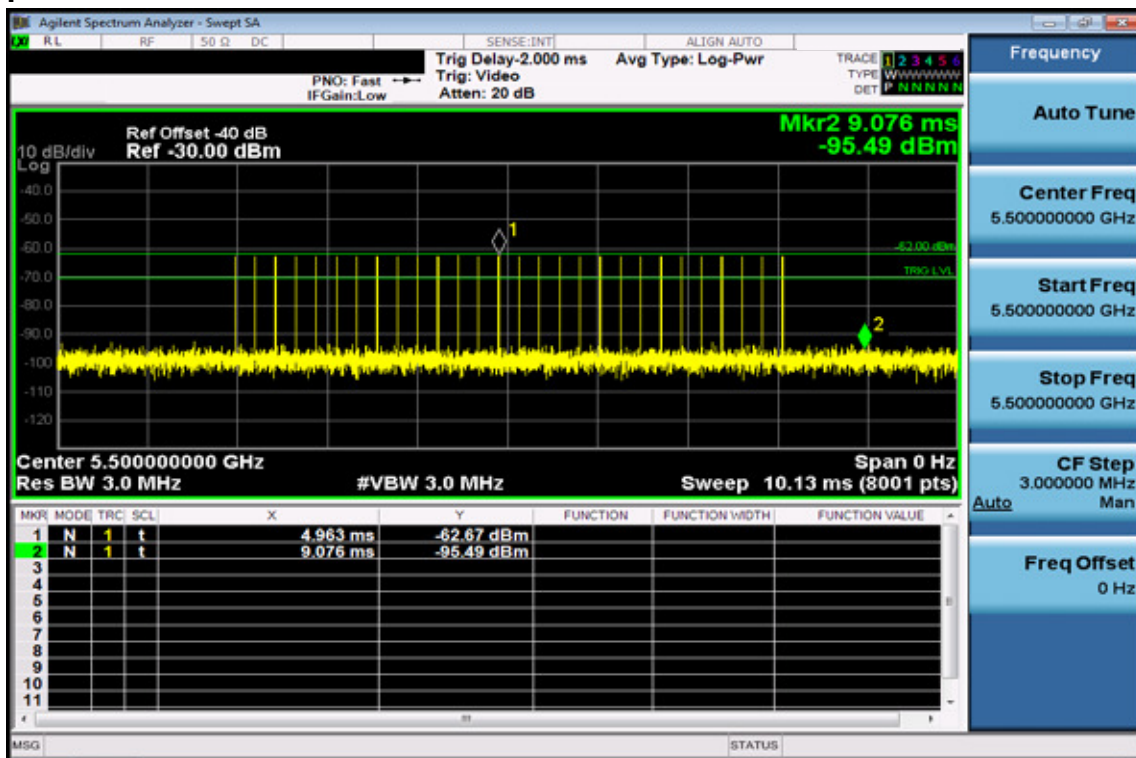 Agilent Spectrum Analyzer - Swept SA
RL RF 50 Ω DC SENSE:INT ALIGN AUTO
Trig Delay-2.000 ms Avg Type: Log-Pwr TRACE 1 2 3 4 5 6
PNO: Fast Trig: Video TYPE WWWWWW
IFGain:Low Atten: 20 dB DET P N N N N N
Mkr2 9.076 ms
-95.49 dBm
Ref Offset -40 dB
10 dB/div Ref -30.00 dBm
Log
-40.0
-50.0
1
-60.0
-62.00 dBm
-70.0
TRIG LVL
-80.0
-90.0
2
-100
-110
-120
Center 5.500000000 GHz Span 0 Hz
Res BW 3.0 MHz #VBW 3.0 MHz Sweep 10.13 ms (8001 pts)
MKR MODE TRC SCL X Y FUNCTION FUNCTION WIDTH FUNCTION VALUE
1 N 1 t 4.963 ms -62.67 dBm
2 N 1 t 9.076 ms -95.49 dBm
3
4
5
6
7
8
9
10
11
MSG STATUS
Frequency
Auto Tune
Center Freq
5.500000000 GHz
Start Freq
5.500000000 GHz
Stop Freq
5.500000000 GHz
CF Step
3.000000 MHz
Auto Man
Freq Offset
0 Hz